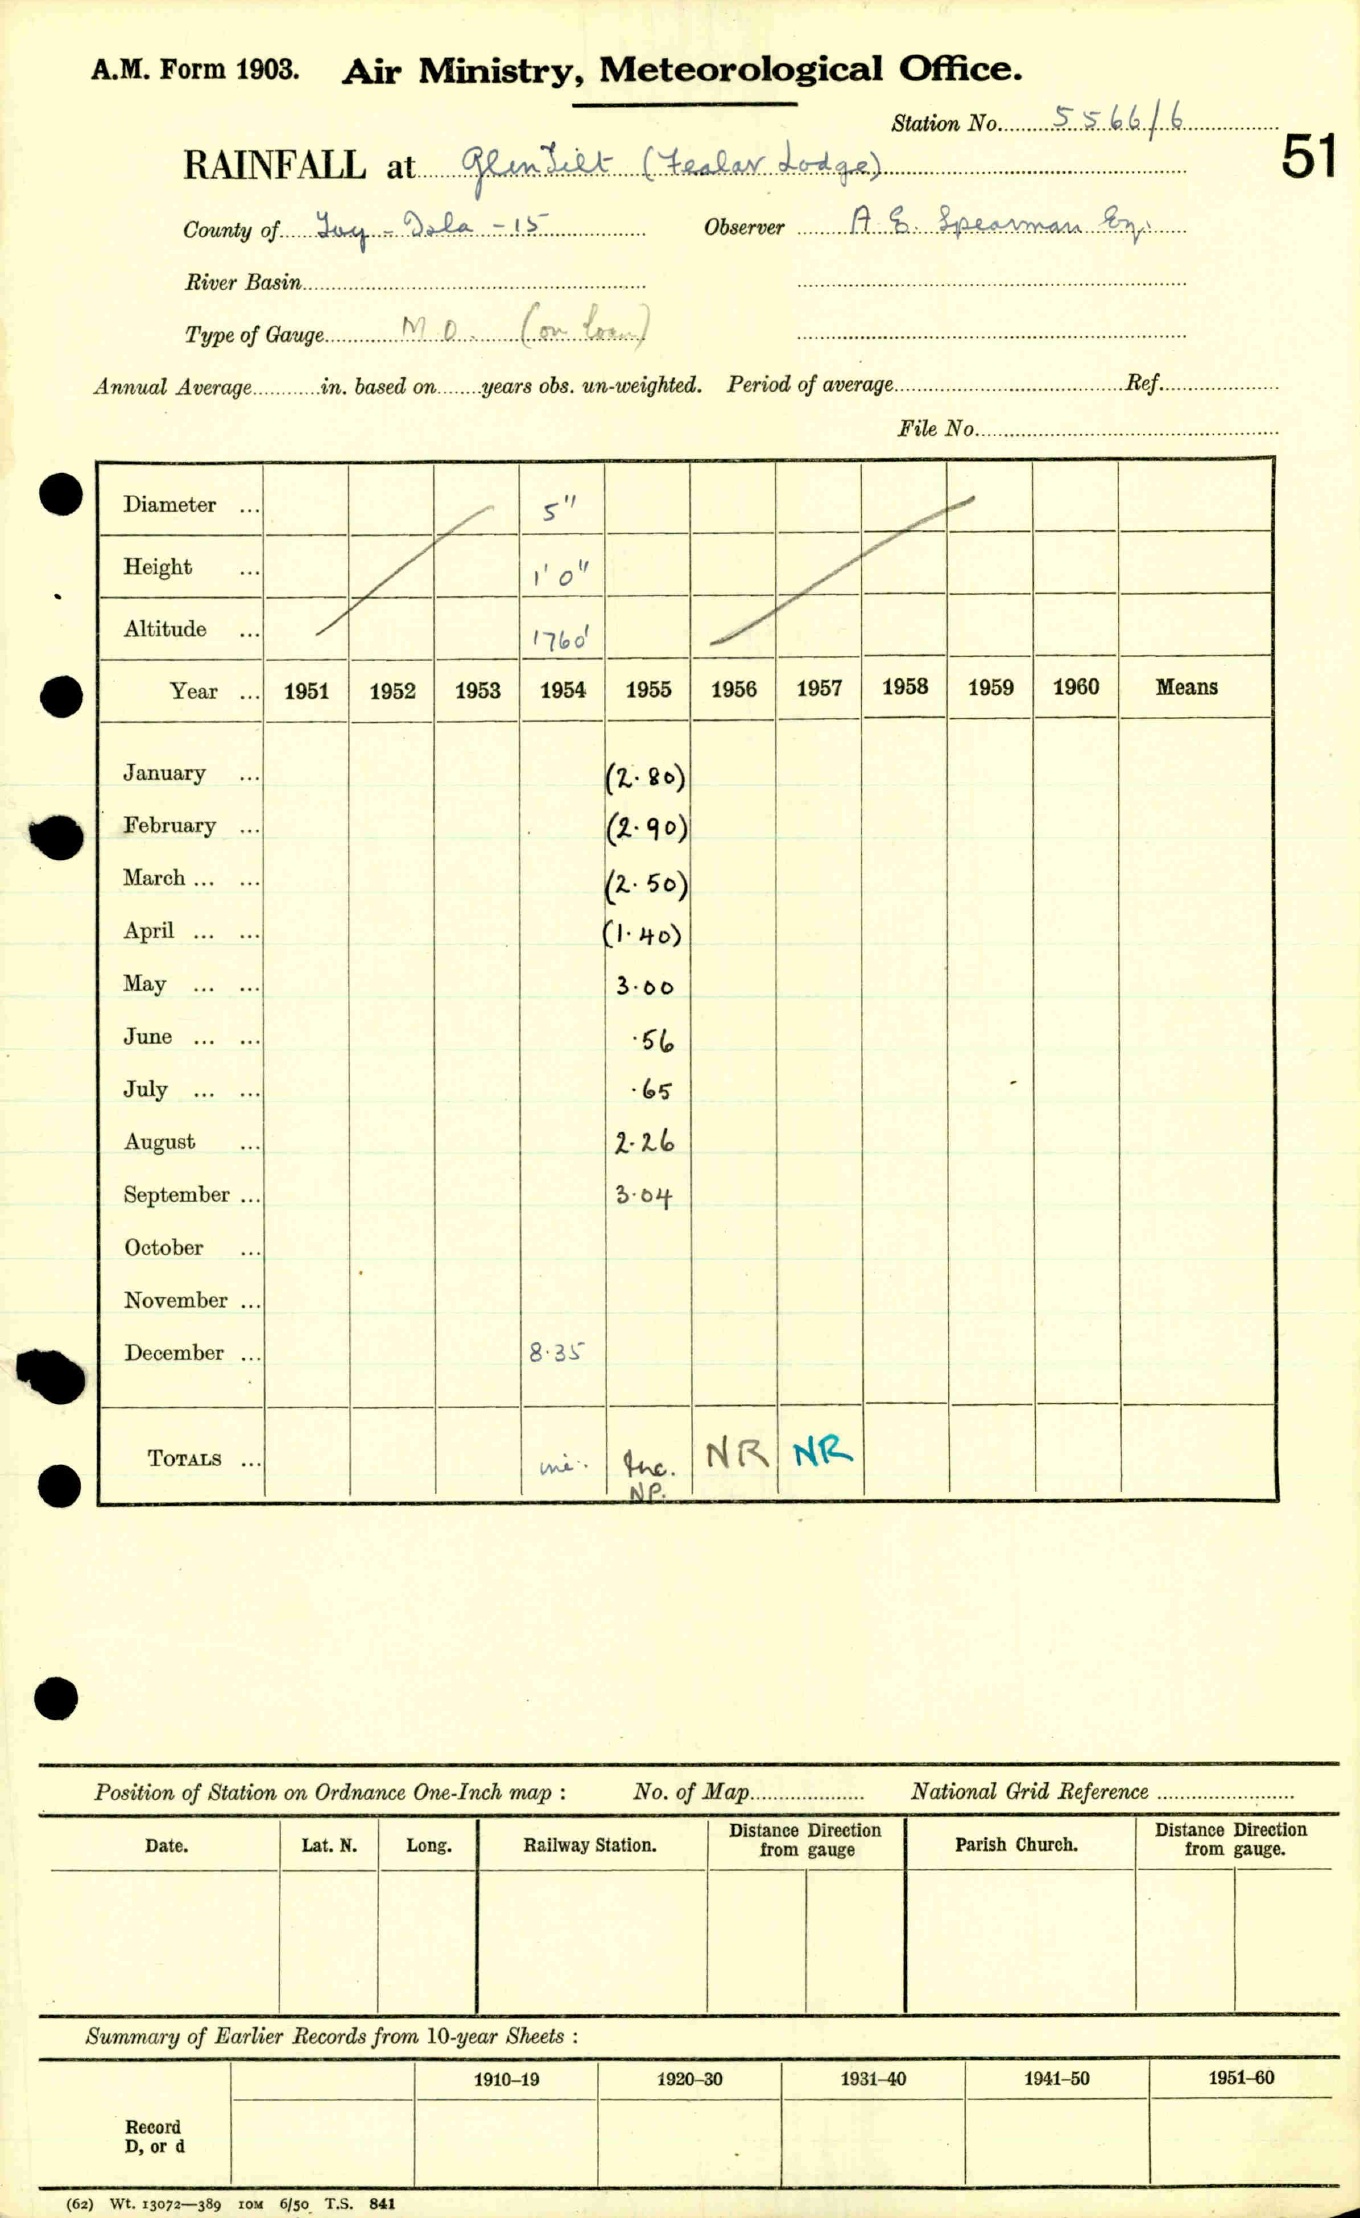 A.M. Form 1903. Air Ministry, Meteorological Office.
Station No. 5566/6
51
RAINFALL at Glen Tilt (Fealar Lodge)
County of Tay - Isla - 15 Observer A E. Spearman Esq.
River Basin
Type of Gauge M O. (on loan)
Annual Average in. based on years obs. un-weighted. Period of average Ref.
File No.
Diameter ... 5"
Height ... 1' 0"
Altitude ... 1760'
Year ... 1951 1952 1953 1954 1955 1956 1957 1958 1959 1960 Means
January ... (2.80)
February ... (2.90)
March ... ... (2.50)
April ... ... (1.40)
May ... ... 3.00
June ... ... .56
July ... ... .65
August ... 2.26
September ... 3.04
October ...
November ...
December ... 8.35
TOTALS ... Inc. NR NR
NP.
Position of Station on Ordnance One-Inch map : No. of Map National Grid Reference
Date. Lat. N. Long. Railway Station. Distance from Direction gauge Parish Church. Distance from Direction gauge.
Summary of Earlier Records from 10-year Sheets :
1910–19 1920–30 1931–40 1941–50 1951–60
Record
D, or d
(62) Wt. 13072—389 10M 6/50 T.S. 841